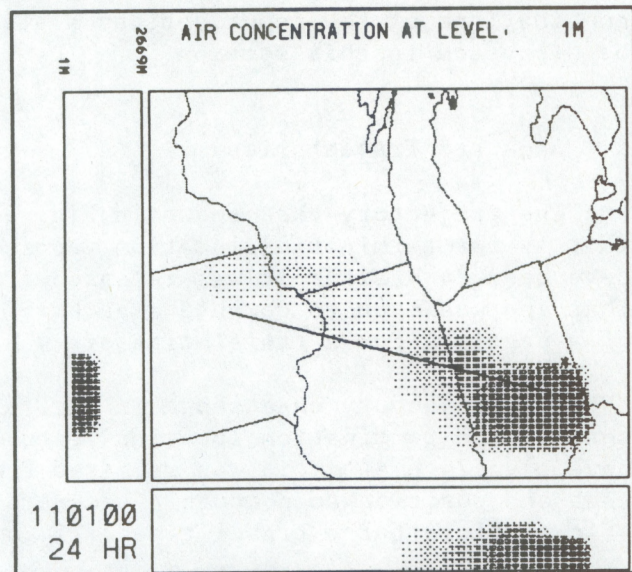 AIR CONCENTRATION AT LEVEL. 1M
1M
2669M
110100
24 HR